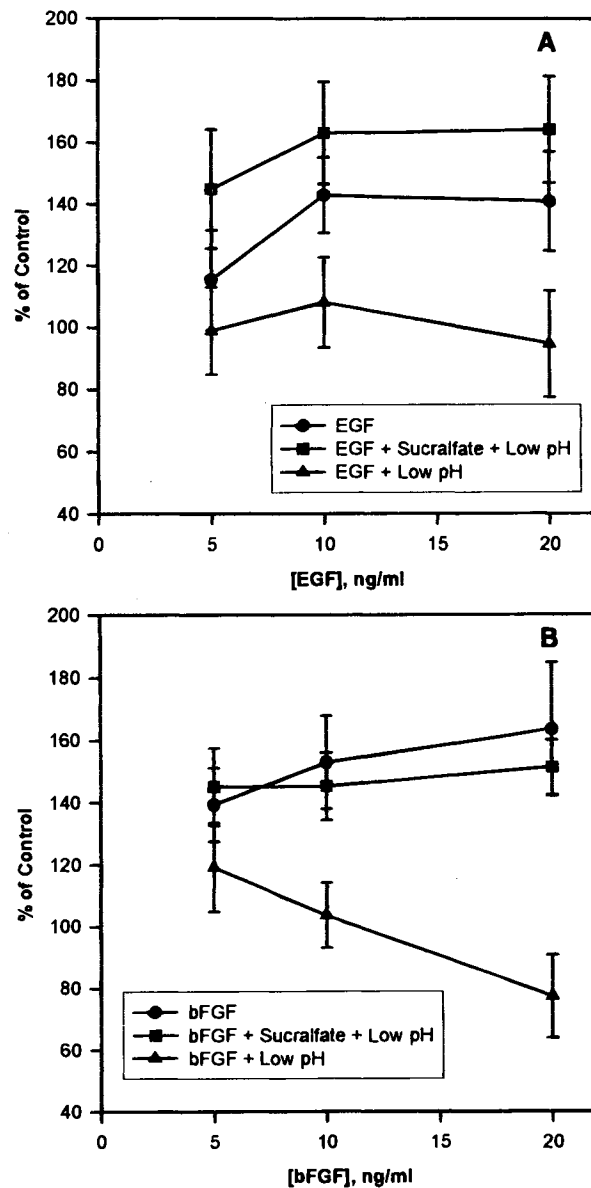 A
200
180
160
140
120
100
80
60
40
% of Control
EGF
EGF + Sucralfate + Low pH
EGF + Low pH
0
5
10
15
20
[EGF], ng/ml
B
200
180
160
140
120
100
80
60
40
% of Control
bFGF
bFGF + Sucralfate + Low pH
bFGF + Low pH
0
5
10
15
20
[bFGF], ng/ml